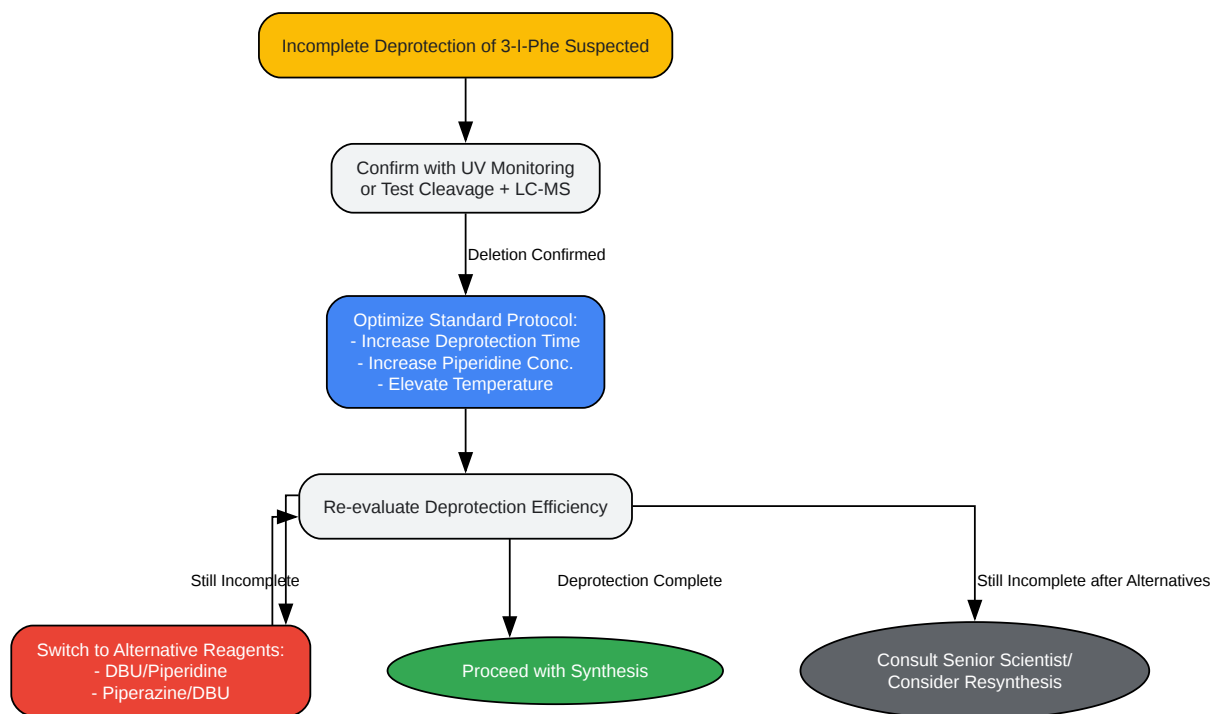 Incomplete Deprotection of 3-I-Phe Suspected
Confirm with UV Monitoring
or Test Cleavage + LC-MS
Deletion Confirmed
Optimize Standard Protocol:
- Increase Deprotection Time
- Increase Piperidine Conc.
- Elevate Temperature
Re-evaluate Deprotection Efficiency
Still Incomplete
Deprotection Complete
Still Incomplete after Alternatives
Switch to Alternative Reagents:
- DBU/Piperidine
- Piperazine/DBU
Proceed with Synthesis
Consult Senior Scientist/
Consider Resynthesis